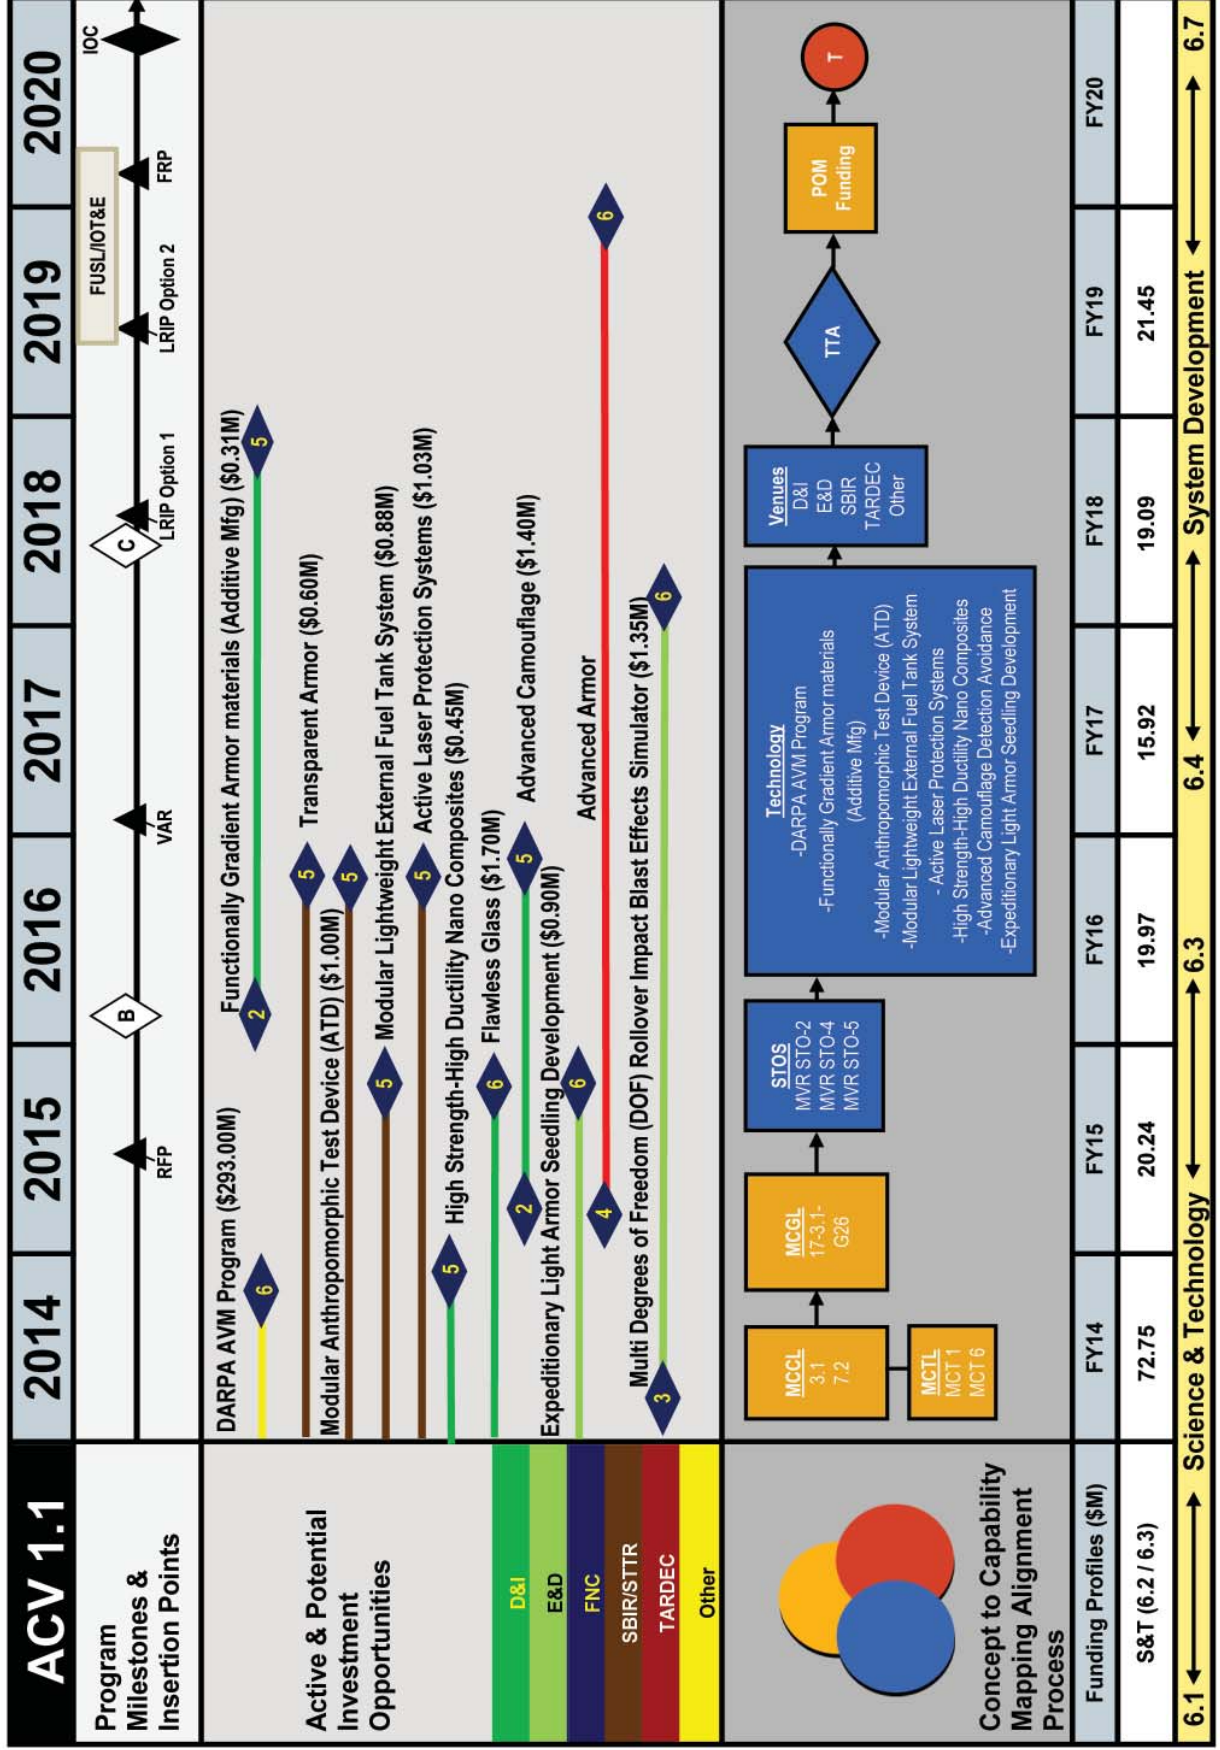 ACV 1.1
2014
2015
2016
2017
2018
2019
2020
Program
Milestones &
Insertion Points
RFP
B
VAR
C
LRIP Option 1
LRIP Option 2
FUSL/IOT&E
FRP
IOC
Active & Potential
Investment
Opportunities
D&I
E&D
FNC
SBIR/STTR
TARDEC
Other
DARPA AVM Program ($293.00M)
6
Functionally Gradient Armor materials (Additive Mfg) ($0.31M)
2
5
Transparent Armor ($0.60M)
5
Modular Anthropomorphic Test Device (ATD) ($1.00M)
5
Modular Lightweight External Fuel Tank System ($0.88M)
5
Active Laser Protection Systems ($1.03M)
5
High Strength-High Ductility Nano Composites ($0.45M)
5
Flawless Glass ($1.70M)
6
Advanced Camouflage ($1.40M)
2
5
Expeditionary Light Armor Seedling Development ($0.90M)
6
Advanced Armor
4
6
Multi Degrees of Freedom (DOF) Rollover Impact Blast Effects Simulator ($1.35M)
3
6
Concept to Capability
Mapping Alignment
Process
MCCL
3.1
7.2
MCTL
MCT 1
MCT 6
MCGL
17-3.1-
G26
STOS
MVR STO-2
MVR STO-4
MVR STO-5
Technology
-DARPA AVM Program
-Functionally Gradient Armor materials
(Additive Mfg)
-Modular Anthropomorphic Test Device (ATD)
-Modular Lightweight External Fuel Tank System
- Active Laser Protection Systems
-High Strength-High Ductility Nano Composites
-Advanced Camouflage Detection Avoidance
-Expeditionary Light Armor Seedling Development
Venues
D&I
E&D
SBIR
TARDEC
Other
TTA
POM
Funding
T
Funding Profiles ($M)
FY14
FY15
FY16
FY17
FY18
FY19
FY20
S&T (6.2 / 6.3)
72.75
20.24
19.97
15.92
19.09
21.45
6.1
Science & Technology
6.3
6.4
System Development
6.7